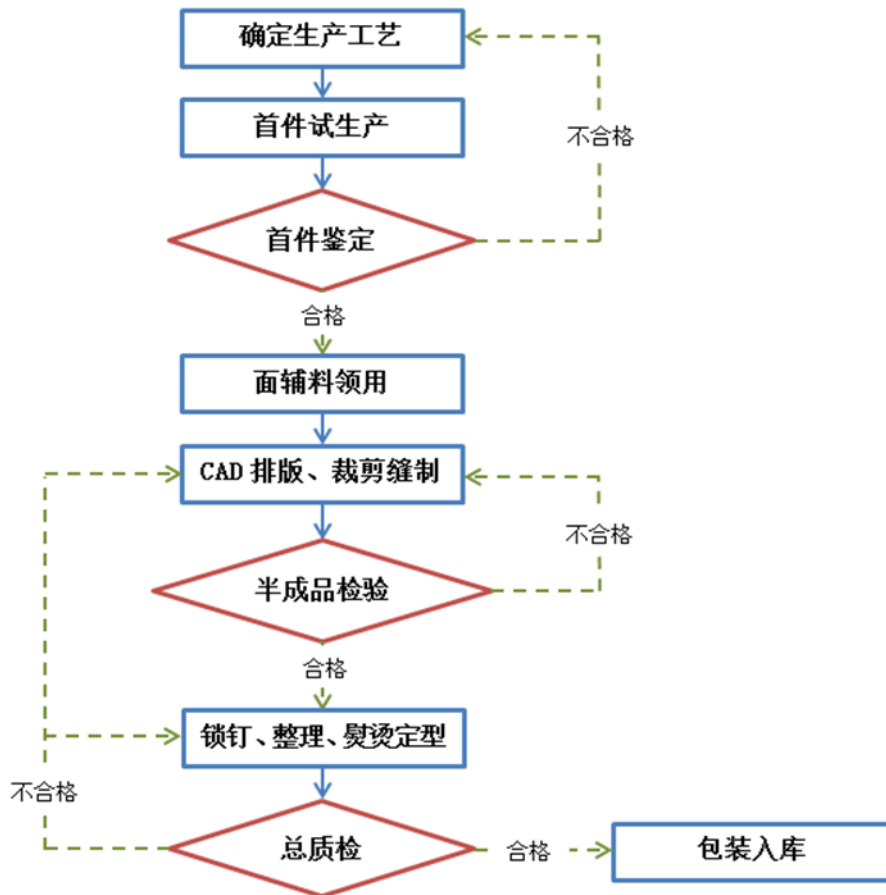 确定生产工艺
首件试生产
不合格
首件鉴定
合格
面辅料领用
CAD 排版、裁剪缝制
不合格
半成品检验
合格
锁钉、整理、熨烫定型
不合格
总质检
合格
包装入库